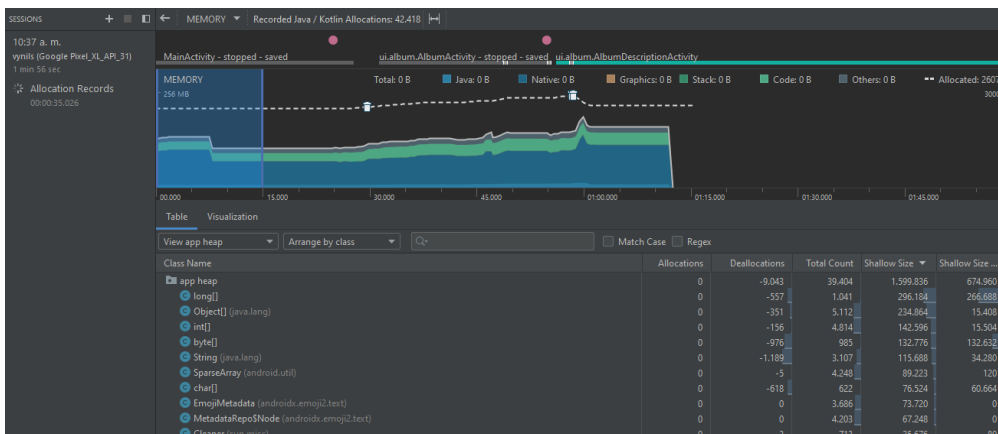 SESSIONS
MEMORY Recorded Java / Kotlin Allocations: 42.418
10:37 a. m.
vynils (Google Pixel_XL_API_31)
1 min 56 sec
Allocation Records
00:00:35.026
MainActivity - stopped - saved ui.album.AlbumActivity - stopped - saved ui.album.AlbumDescriptionActivity
MEMORY Total: 0 B Java: 0 B Native: 0 B Graphics: 0 B Stack: 0 B Code: 0 B Others: 0 B Allocated: 2607
256 MB 3000
00.000 15.000 30.000 45.000 01:00.000 01:15.000 01:30.000 01:45.000
Table Visualization
View app heap Arrange by class Match Case Regex
Class Name Allocations Deallocations Total Count Shallow Size Shallow Size ...
app heap 0 -9.043 39.404 1.599.836 674.960
long[] 0 -557 1.041 296.184 266.688
Object[] (java.lang) 0 -351 5.112 234.864 15.408
int[] 0 -156 4.814 142.596 15.504
byte[] 0 -976 985 132.776 132.632
String (java.lang) 0 -1.189 3.107 115.688 34.280
SparseArray (android.util) 0 -5 4.248 89.223 120
char[] 0 -618 622 76.524 60.664
EmojiMetadata (androidx.emoji2.text) 0 0 3.686 73.720 0
MetadataRepo$Node (androidx.emoji2.text) 0 0 4.203 67.248 0